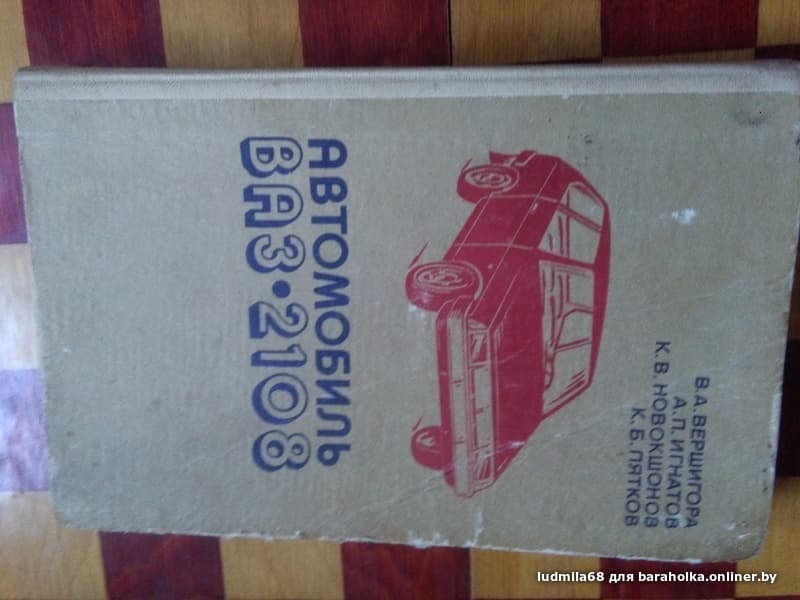 В.А.ВЕРШИГОРА
А.П.ИГНАТОВ
К.В.НОВОКШОНОВ
К.Б.ПЯТКОВ
АВТОМОБИЛЬ
ВАЗ·2108
ludmila68 для baraholka.onliner.by